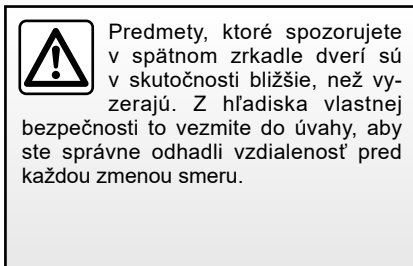 Predmety, ktoré spozorujete
v spätnom zrkadle dverí sú
v skutočnosti bližšie, než vy-
zerajú. Z hľadiska vlastnej
bezpečnosti to vezmite do úvahy, aby
ste správne odhadli vzdialenosť pred
každou zmenou smeru.